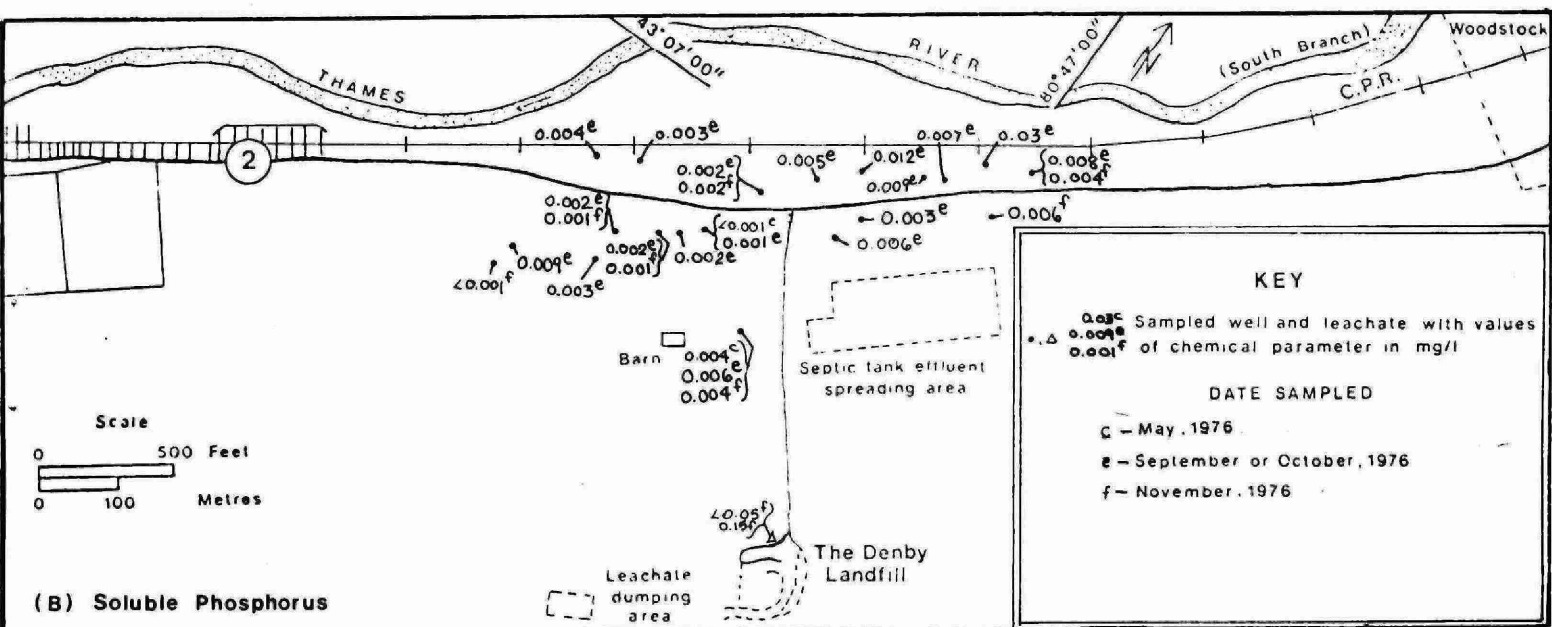 Woodstock
THAMES
43°07'00"
RIVER
80°47'00"
N
(South Branch)
C.P.R.
2
0.004e
0.003e
0.002e
0.002f
0.005e
0.012e
0.007e
0.009e
0.03e
0.008e
0.004f
0.002e
0.001f
<0.001e
0.001e
0.003e
0.006f
0.006e
<0.001f
0.009e
0.003e
0.002e
0.001f
0.002e
Barn
0.004c
0.006e
0.004f
Septic tank effluent
spreading area
Scale
0 500 Feet
0 100 Metres
<0.05f
The Denby
Landfill
Leachate
dumping
area
(B) Soluble Phosphorus
KEY
0.03c
0.009e
0.001f
Sampled well and leachate with values
of chemical parameter in mg/l
DATE SAMPLED
c – May, 1976
e – September or October, 1976
f – November, 1976